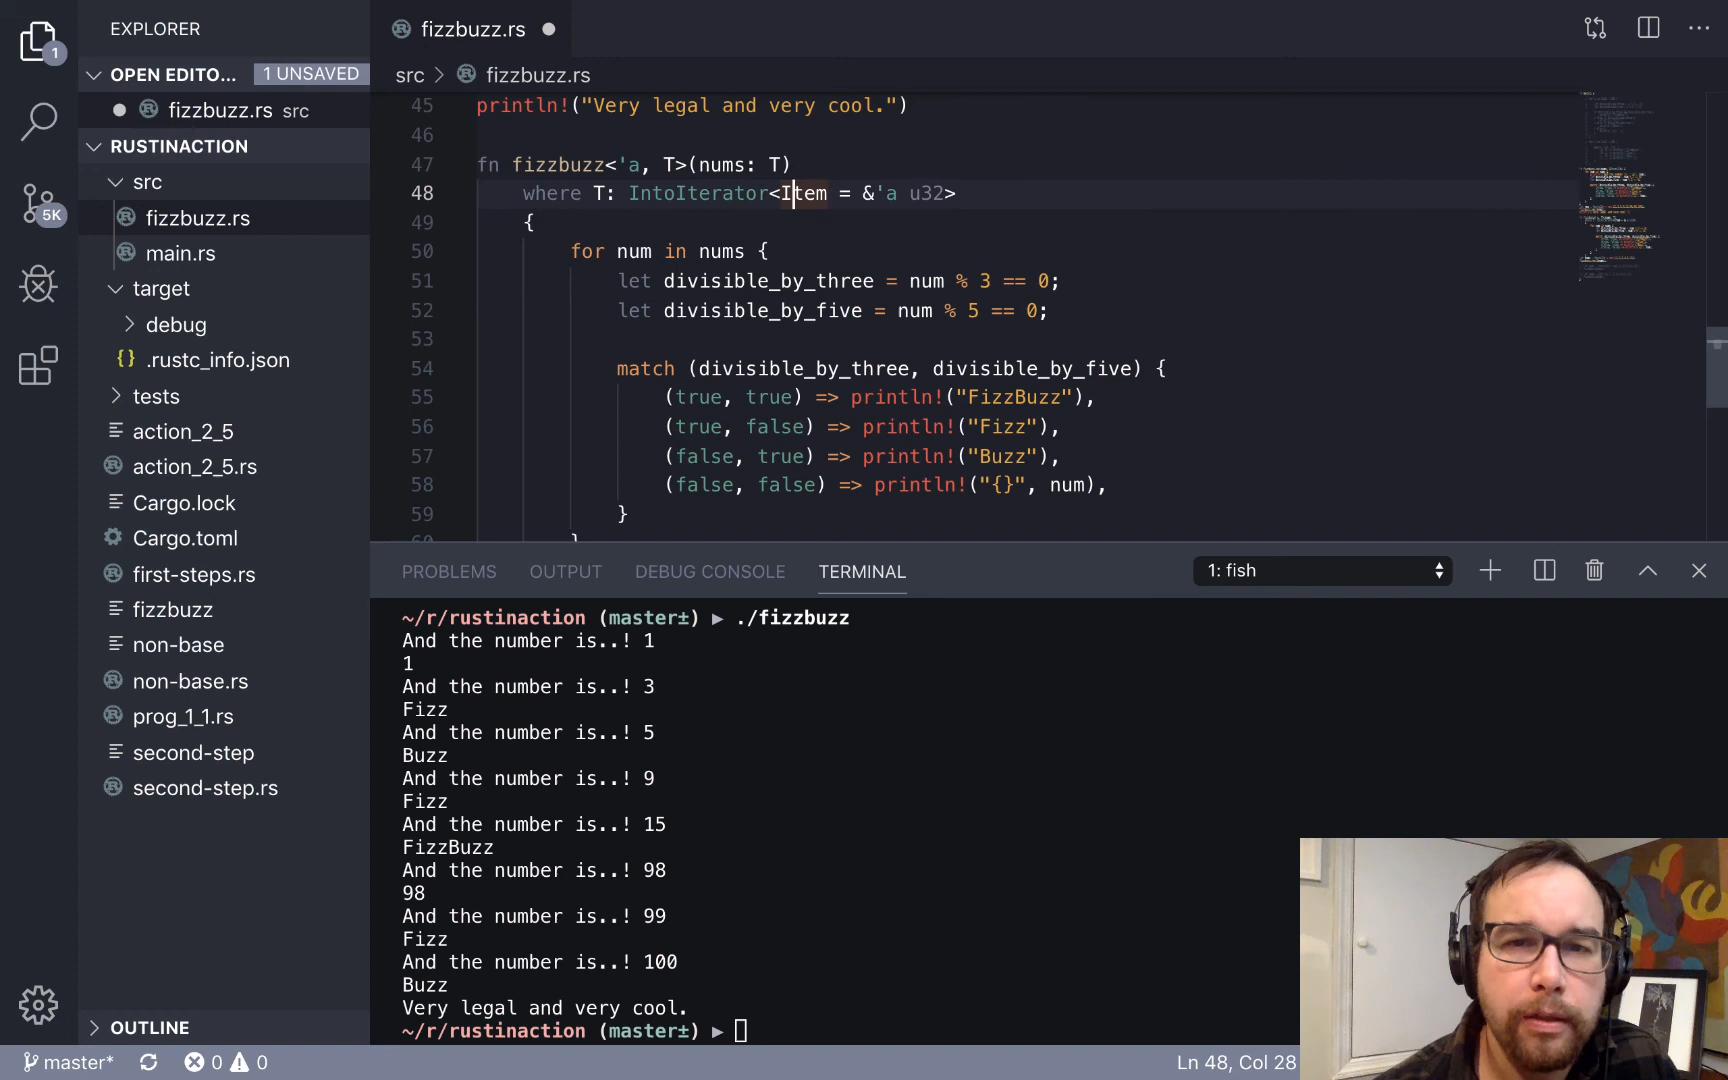 EXPLORER
OPEN EDITO... 1 UNSAVED
fizzbuzz.rs src
RUSTINACTION
src
fizzbuzz.rs
main.rs
target
debug
{} .rustc_info.json
tests
action_2_5
action_2_5.rs
Cargo.lock
Cargo.toml
first-steps.rs
fizzbuzz
non-base
non-base.rs
prog_1_1.rs
second-step
second-step.rs
OUTLINE
1
5K
fizzbuzz.rs
src > fizzbuzz.rs
45 println!("Very legal and very cool.")
46
47 fn fizzbuzz<'a, T>(nums: T)
48 where T: IntoIterator<Item = &'a u32>
49 {
50 for num in nums {
51 let divisible_by_three = num % 3 == 0;
52 let divisible_by_five = num % 5 == 0;
53
54 match (divisible_by_three, divisible_by_five) {
55 (true, true) => println!("FizzBuzz"),
56 (true, false) => println!("Fizz"),
57 (false, true) => println!("Buzz"),
58 (false, false) => println!("{}", num),
59 }
60 }
PROBLEMS OUTPUT DEBUG CONSOLE TERMINAL 1: fish
~/r/rustinaction (master±) ▶ ./fizzbuzz
And the number is..! 1
1
And the number is..! 3
Fizz
And the number is..! 5
Buzz
And the number is..! 9
Fizz
And the number is..! 15
FizzBuzz
And the number is..! 98
98
And the number is..! 99
Fizz
And the number is..! 100
Buzz
Very legal and very cool.
~/r/rustinaction (master±) ▶
master* 0 0 Ln 48, Col 28